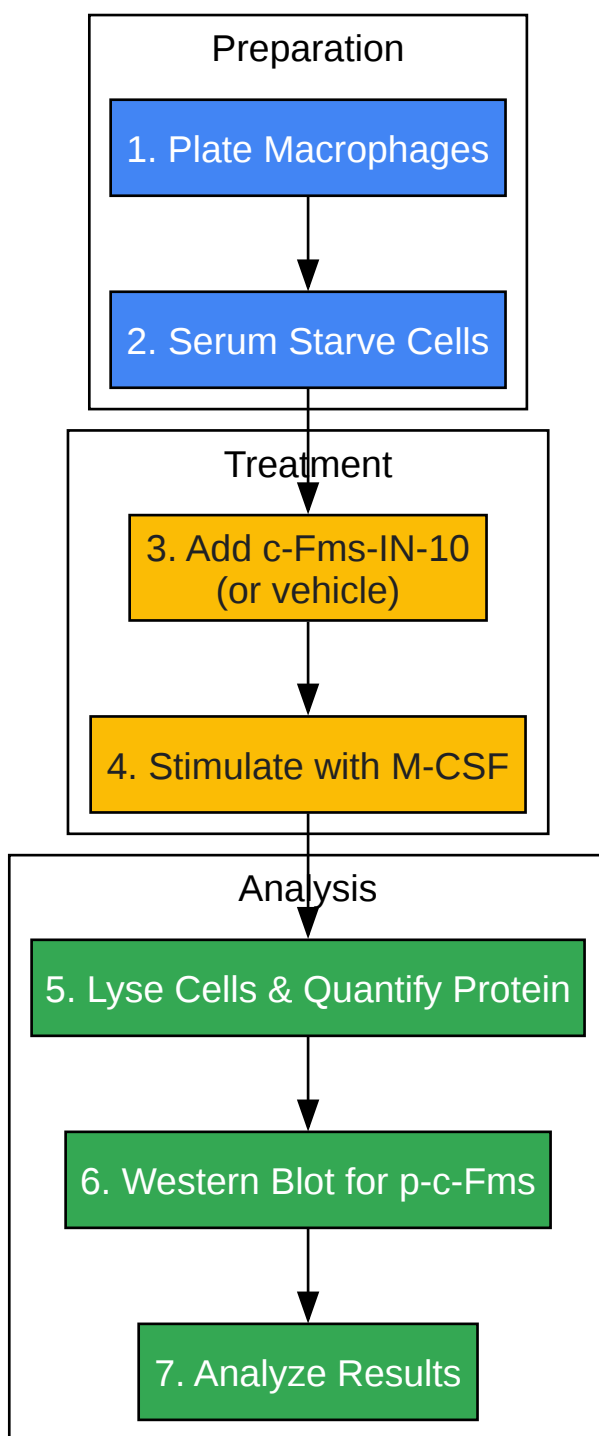 Preparation
1. Plate Macrophages
2. Serum Starve Cells
Treatment
3. Add c-Fms-IN-10
(or vehicle)
4. Stimulate with M-CSF
Analysis
5. Lyse Cells & Quantify Protein
6. Western Blot for p-c-Fms
7. Analyze Results